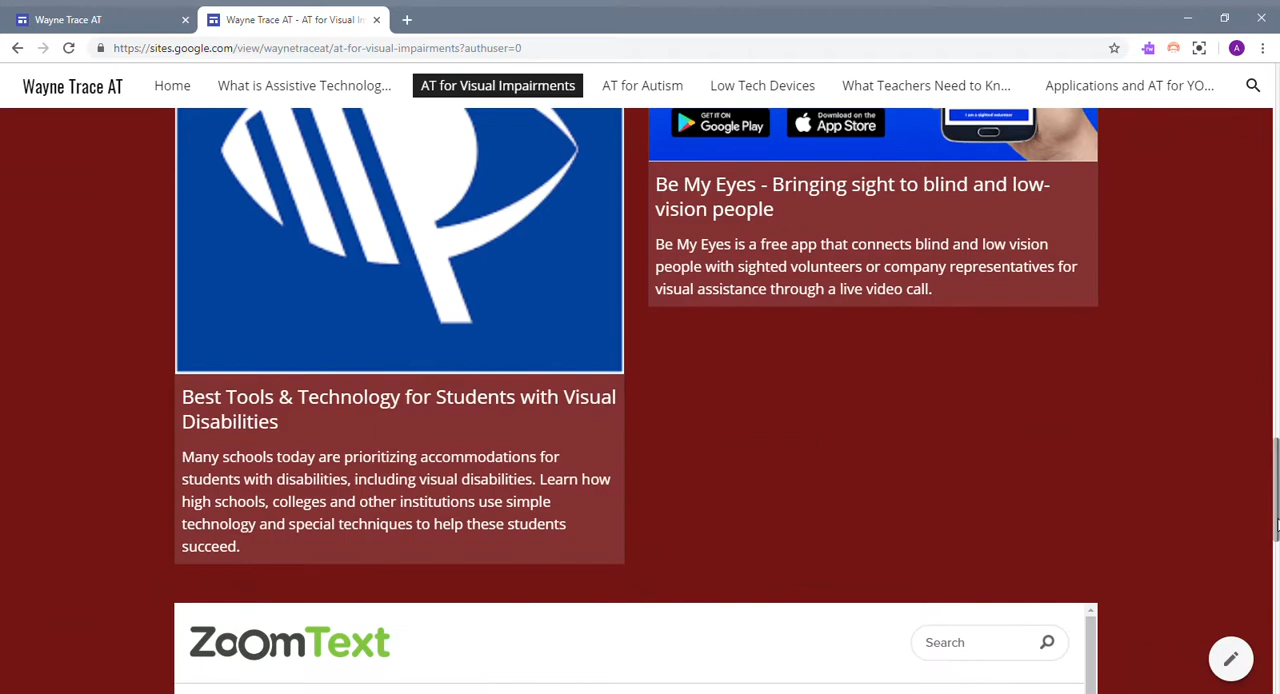 Wayne Trace AT
Wayne Trace AT - AT for Visual In
https://sites.google.com/view/waynetraceat/at-for-visual-impairments?authuser=0
A
Wayne Trace AT
Home
What is Assistive Technolog...
AT for Visual Impairments
AT for Autism
Low Tech Devices
What Teachers Need to Kn...
Applications and AT for YO...
GET IT ON
Google Play
Download on the
App Store
I am a sighted volunteer
Be My Eyes - Bringing sight to blind and low-
vision people
Be My Eyes is a free app that connects blind and low vision
people with sighted volunteers or company representatives for
visual assistance through a live video call.
Best Tools & Technology for Students with Visual
Disabilities
Many schools today are prioritizing accommodations for
students with disabilities, including visual disabilities. Learn how
high schools, colleges and other institutions use simple
technology and special techniques to help these students
succeed.
ZoomText
Search